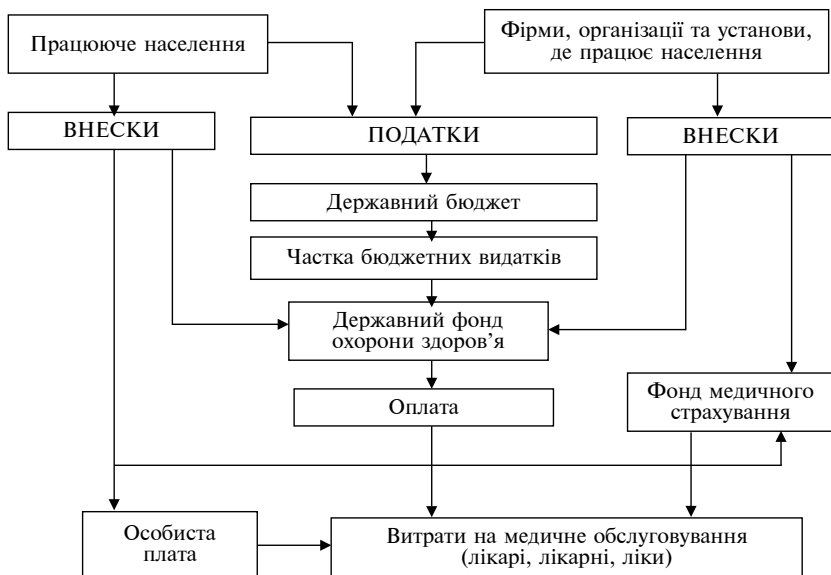 Працююче населення
Фірми, організації та установи,
де працює населення
ВНЕСКИ
ПОДАТКИ
ВНЕСКИ
Державний бюджет
Частка бюджетних видатків
Державний фонд
охорони здоров’я
Оплата
Фонд медичного
страхування
Особиста
плата
Витрати на медичне обслуговування
(лікарі, лікарні, ліки)